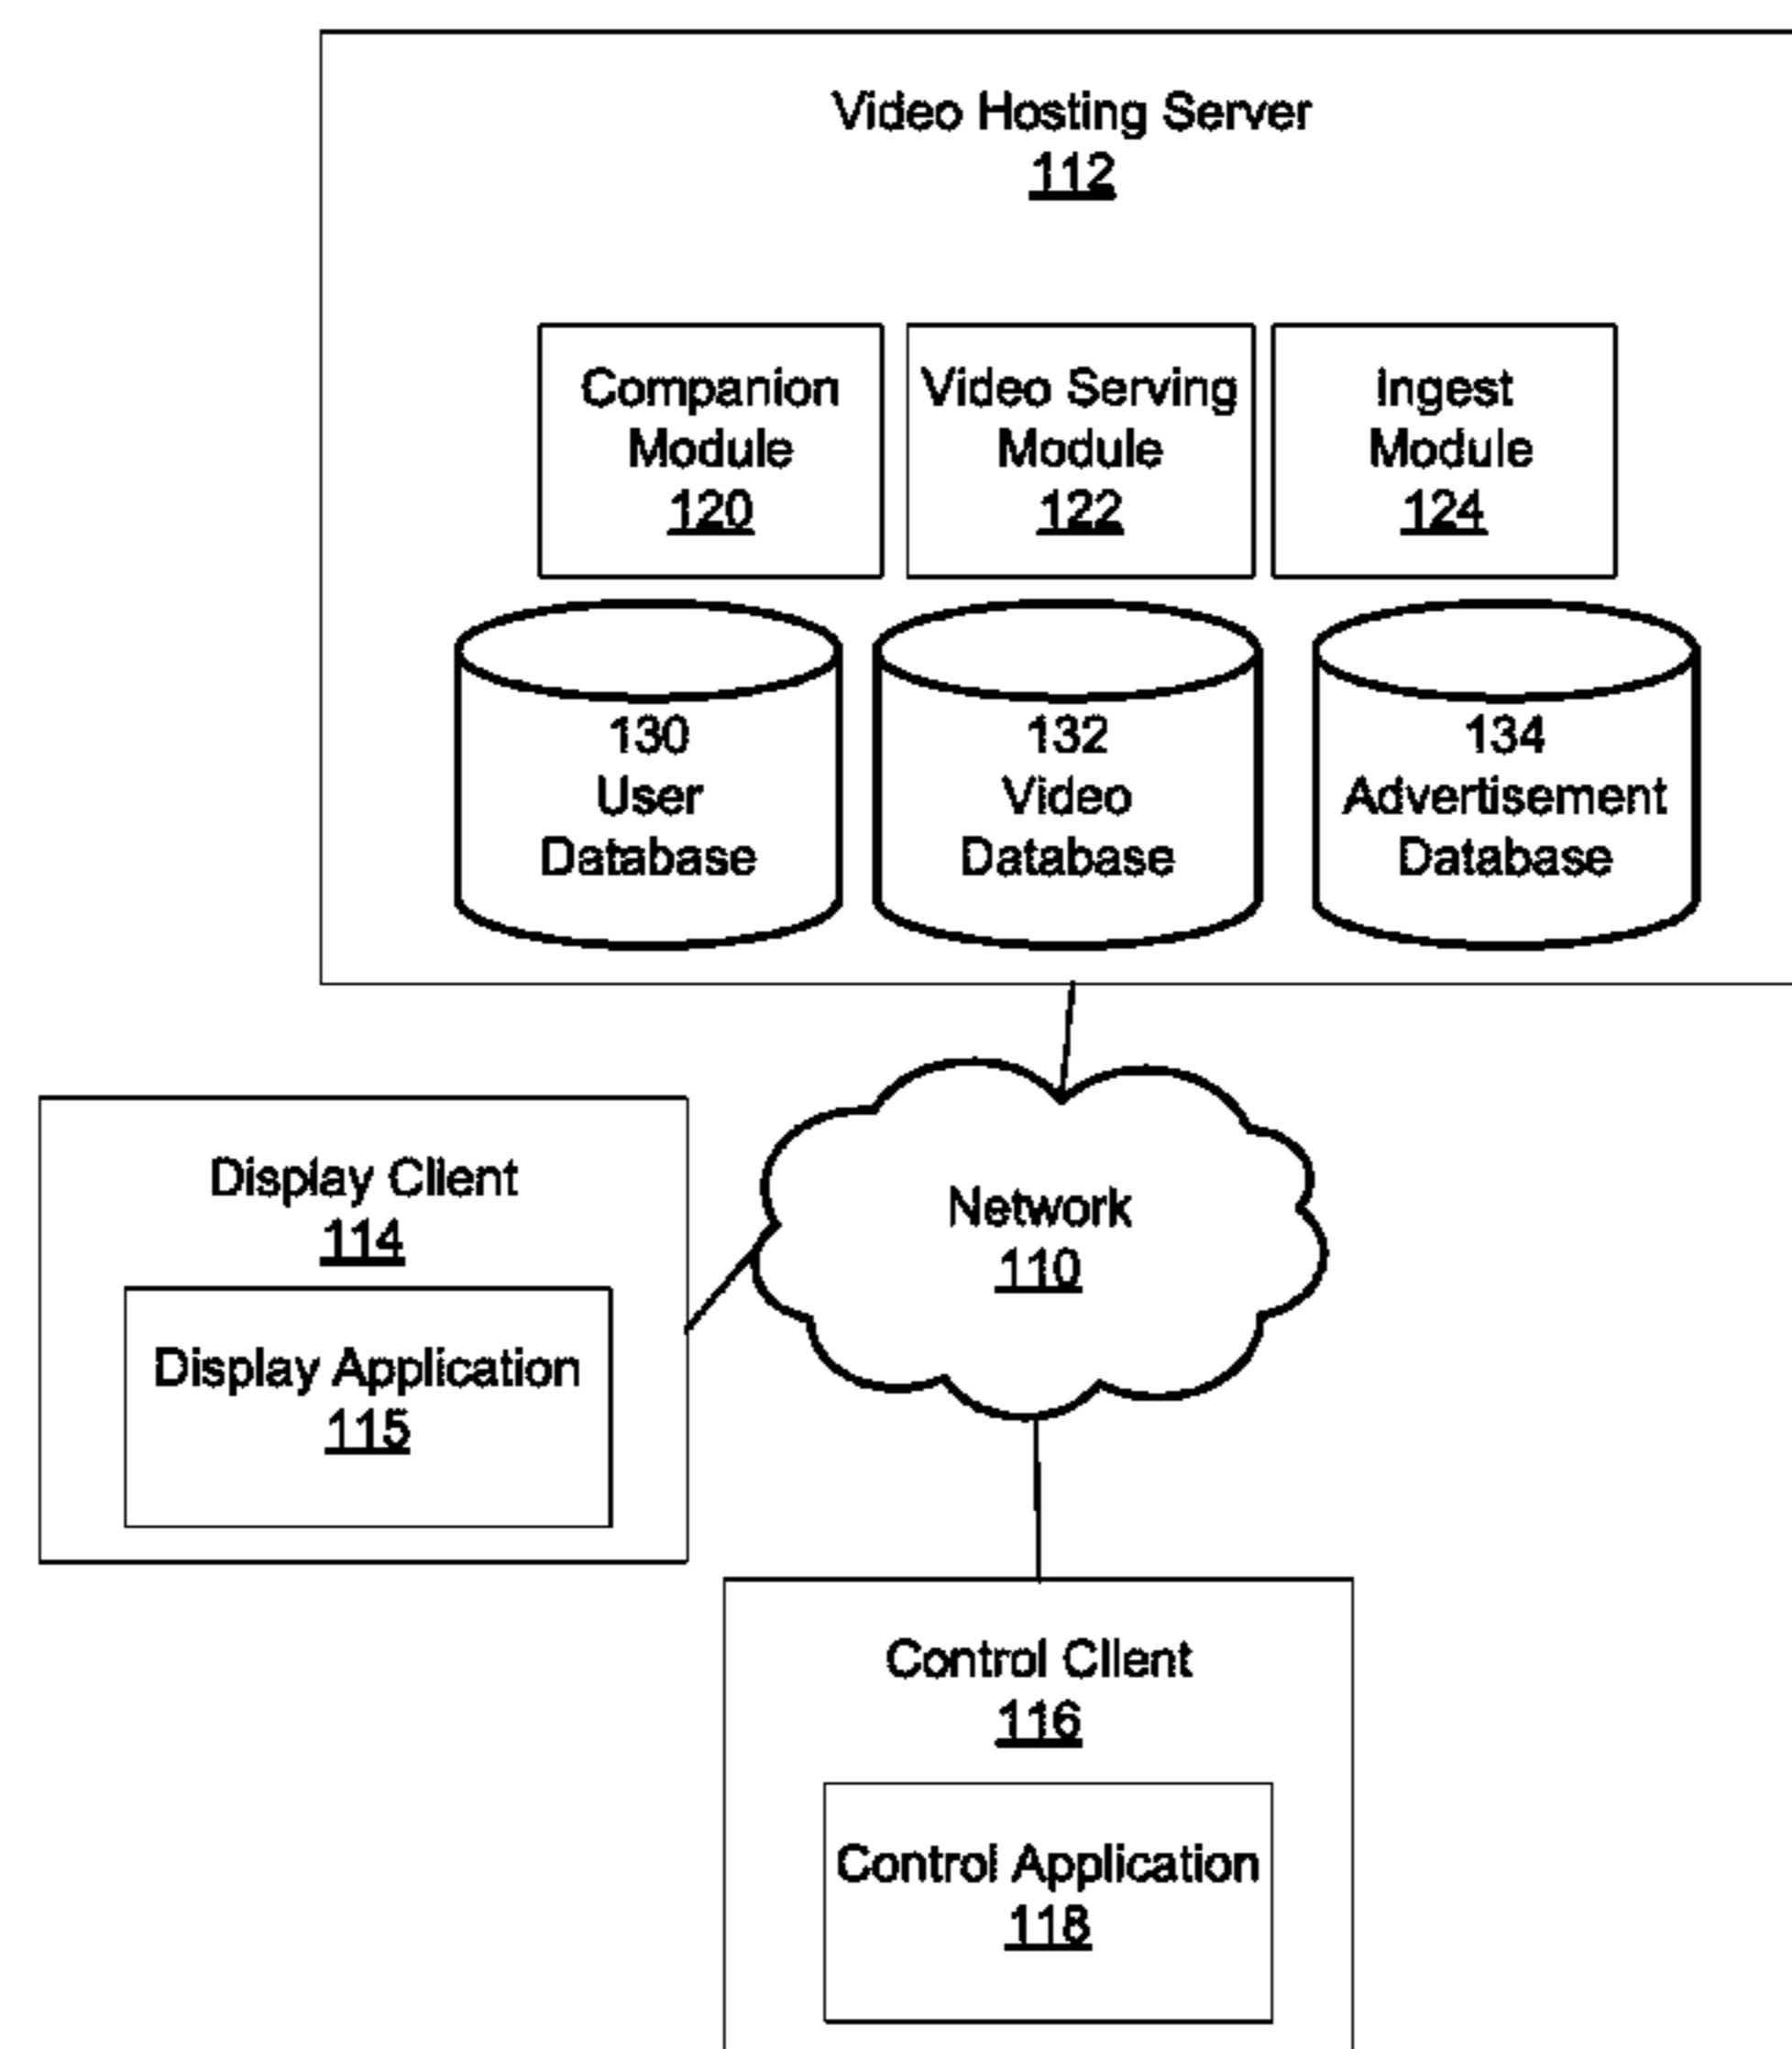 Video Hosting Server
112
Companion
Module
120
Video Serving
Module
122
Ingest
Module
124
130
User
Database
132
Video
Database
134
Advertisement
Database
Display Client
114
Display Application
115
Network
110
Control Client
116
Control Application
118